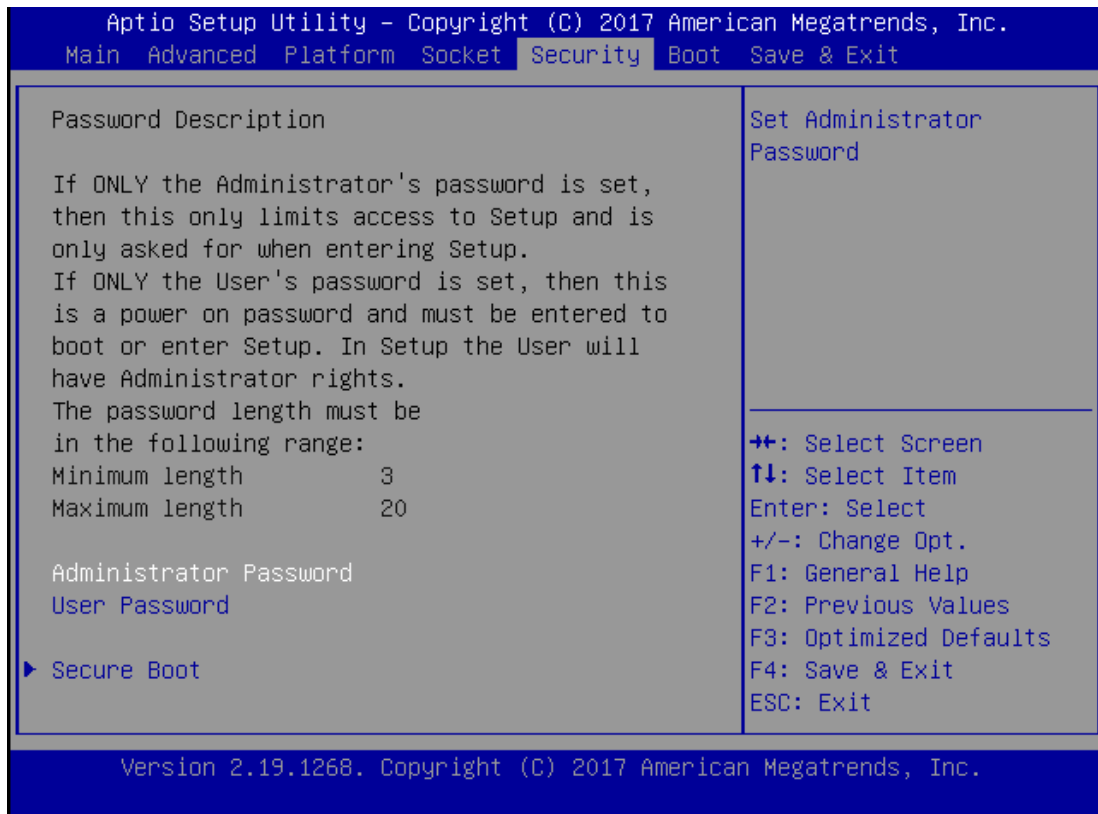 Aptio Setup Utility – Copyright (C) 2017 American Megatrends, Inc.
Main Advanced Platform Socket Security Boot Save & Exit
Password Description
If ONLY the Administrator's password is set,
then this only limits access to Setup and is
only asked for when entering Setup.
If ONLY the User's password is set, then this
is a power on password and must be entered to
boot or enter Setup. In Setup the User will
have Administrator rights.
The password length must be
in the following range:
Minimum length 3
Maximum length 20
Administrator Password
User Password
Secure Boot
Set Administrator
Password
→←: Select Screen
↑↓: Select Item
Enter: Select
+/-: Change Opt.
F1: General Help
F2: Previous Values
F3: Optimized Defaults
F4: Save & Exit
ESC: Exit
Version 2.19.1268. Copyright (C) 2017 American Megatrends, Inc.